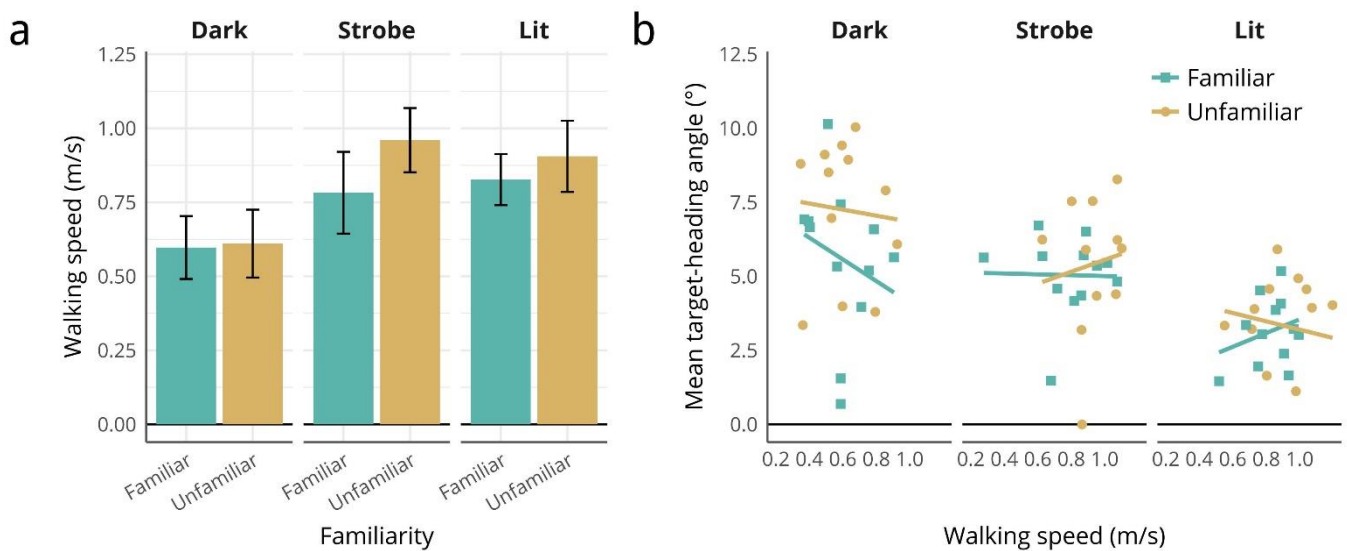 a
Dark Strobe Lit
1.25
1.00
0.75
0.50
0.25
0.00
Walking speed (m/s)
Familiar Unfamiliar Familiar Unfamiliar Familiar Unfamiliar
Familiarity
b
Dark Strobe Lit
12.5
10.0
7.5
5.0
2.5
0.0
Mean target-heading angle (°)
Familiar
Unfamiliar
0.2 0.4 0.6 0.8 1.0 0.2 0.4 0.6 0.8 1.0 0.2 0.4 0.6 0.8 1.0
Walking speed (m/s)